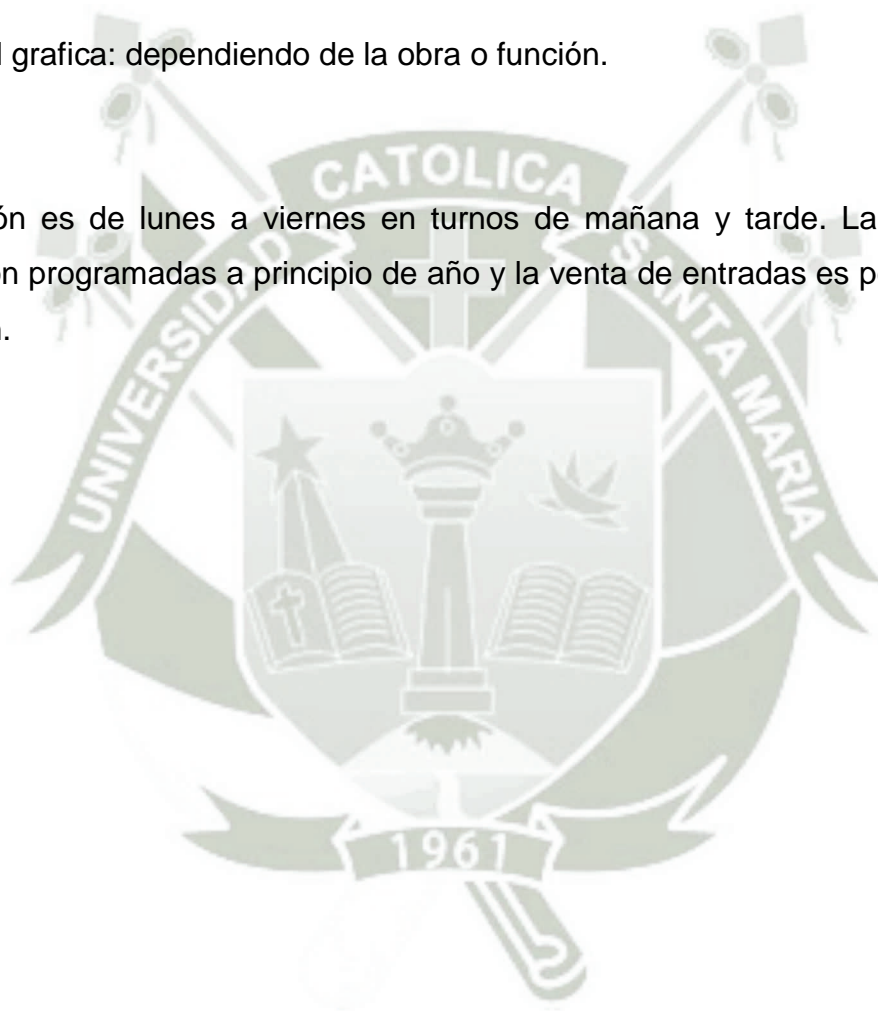 l grafica: dependiendo de la obra o función.
CATOLICA
ón es de lunes a viernes en turnos de mañana y tarde. La
on programadas a principio de año y la venta de entradas es p
n.
UNIVERSIDAD
SANTA MARIA
1961